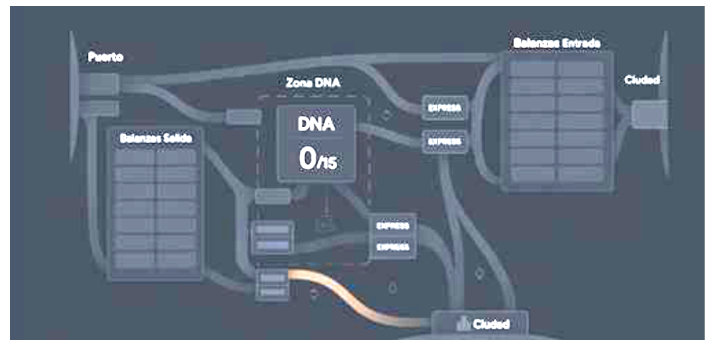 Balanzas Entrada
Puerto
Ciudad
Zona DNA
EXPRESS
DNA
EXPRESS
Balanzas Salida
0/15
EXPRESS
EXPRESS
Ciudad